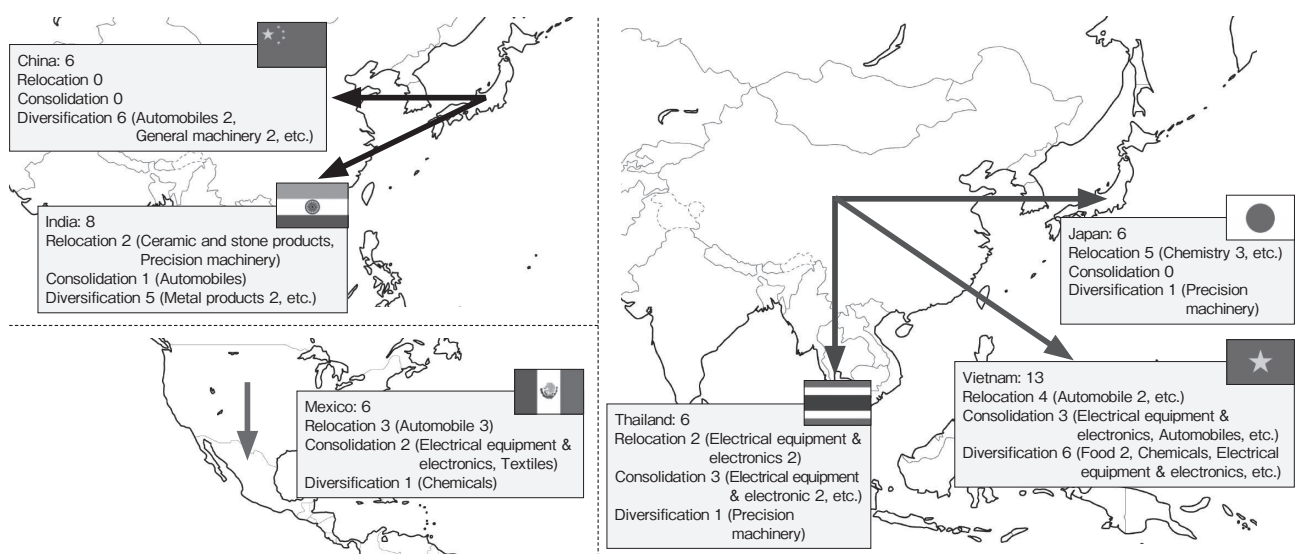 China: 6
Relocation 0
Consolidation 0
Diversification 6 (Automobiles 2,
General machinery 2, etc.)
India: 8
Relocation 2 (Ceramic and stone products,
Precision machinery)
Consolidation 1 (Automobiles)
Diversification 5 (Metal products 2, etc.)
Mexico: 6
Relocation 3 (Automobile 3)
Consolidation 2 (Electrical equipment &
electronics, Textiles)
Diversification 1 (Chemicals)
Japan: 6
Relocation 5 (Chemistry 3, etc.)
Consolidation 0
Diversification 1 (Precision
machinery)
Thailand: 6
Relocation 2 (Electrical equipment &
electronics 2)
Consolidation 3 (Electrical equipment
& electronic 2, etc.)
Diversification 1 (Precision
machinery)
Vietnam: 13
Relocation 4 (Automobile 2, etc.)
Consolidation 3 (Electrical equipment &
electronics, Automobiles, etc.)
Diversification 6 (Food 2, Chemicals, Electrical
equipment & electronics, etc.)